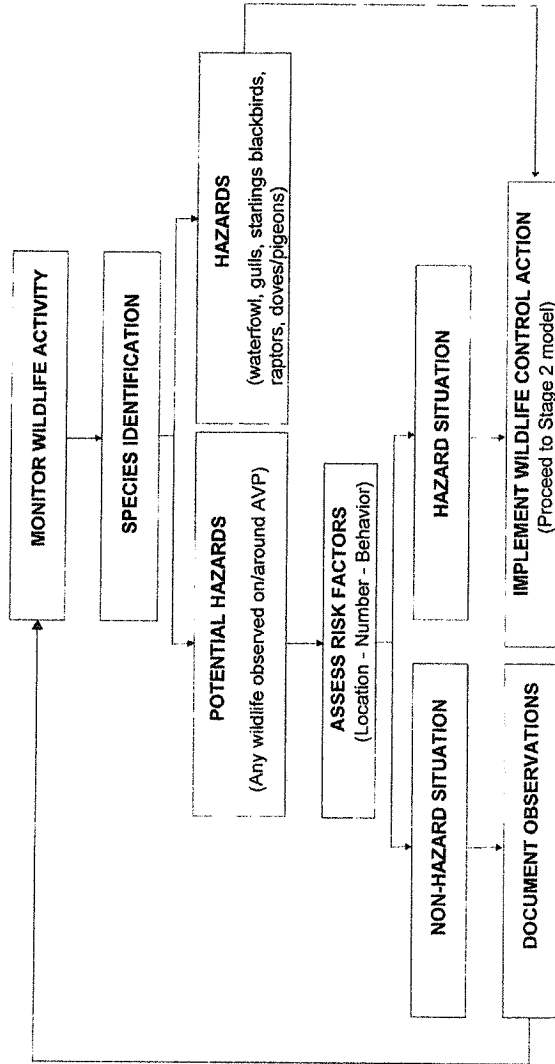 MONITOR WILDLIFE ACTIVITY
SPECIES IDENTIFICATION
POTENTIAL HAZARDS
(Any wildlife observed on/around AVP)
HAZARDS
(waterfowl, gulls, starlings blackbirds,
raptors, doves/pigeons)
ASSESS RISK FACTORS
(Location - Number - Behavior)
NON-HAZARD SITUATION
HAZARD SITUATION
DOCUMENT OBSERVATIONS
IMPLEMENT WILDLIFE CONTROL ACTION
(Proceed to Stage 2 model)